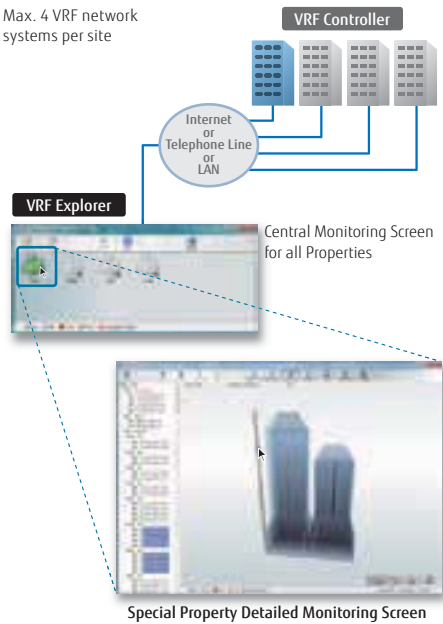 Max. 4 VRF network
systems per site
VRF Controller
Internet
or
Telephone Line
or
LAN
VRF Explorer
Central Monitoring Screen
for all Properties
Special Property Detailed Monitoring Screen